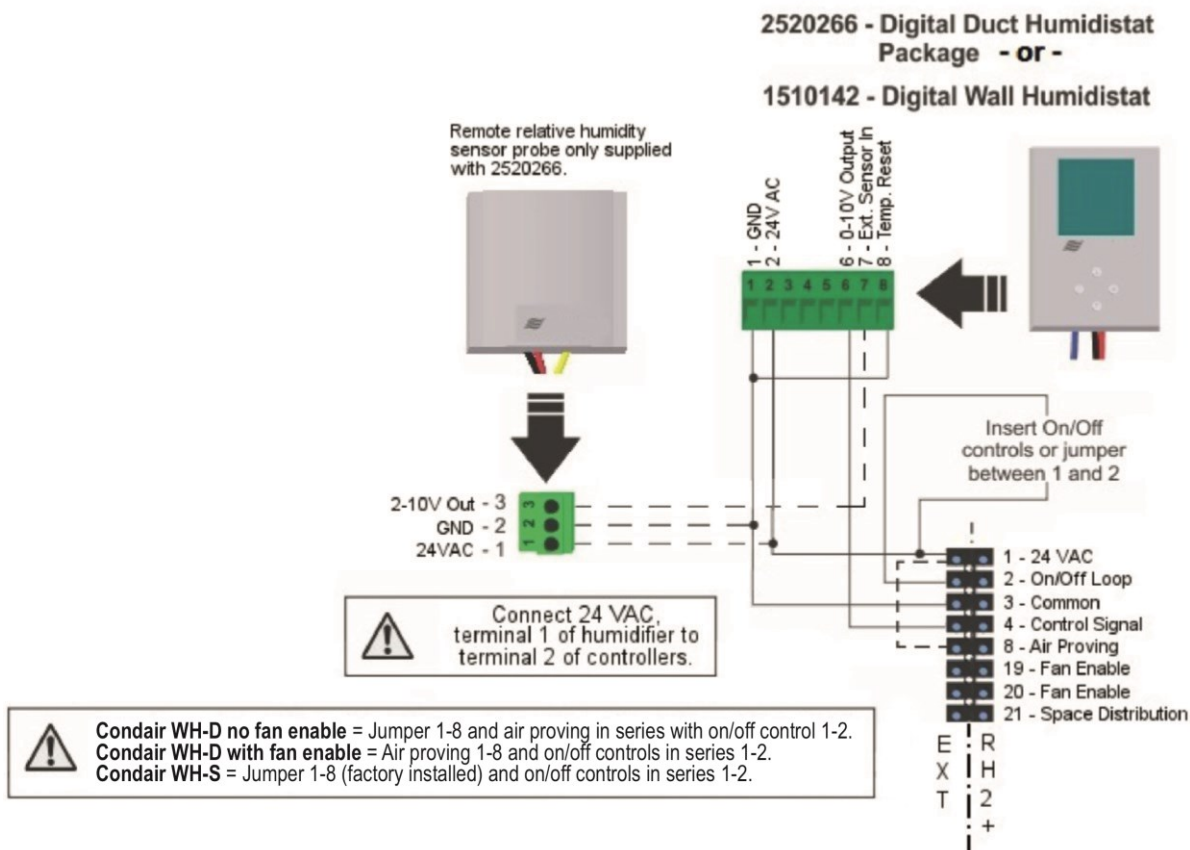 2520266 - Digital Duct Humidistat
Package - or -
1510142 - Digital Wall Humidistat
Remote relative humidity
sensor probe only supplied
with 2520266.
1 - GND
2 - 24V AC
6 - 0-10V Output
7 - Ext. Sensor In
8 - Temp. Reset
1 2 3 4 5 6 7 8
Insert On/Off
controls or jumper
between 1 and 2
2-10V Out - 3
GND - 2
24VAC - 1
3
2
1
1 - 24 VAC
2 - On/Off Loop
3 - Common
4 - Control Signal
8 - Air Proving
19 - Fan Enable
20 - Fan Enable
21 - Space Distribution
Connect 24 VAC,
terminal 1 of humidifier to
terminal 2 of controllers.
Condair WH-D no fan enable = Jumper 1-8 and air proving in series with on/off control 1-2.
Condair WH-D with fan enable = Air proving 1-8 and on/off controls in series 1-2.
Condair WH-S = Jumper 1-8 (factory installed) and on/off controls in series 1-2.
EXT
RH2+